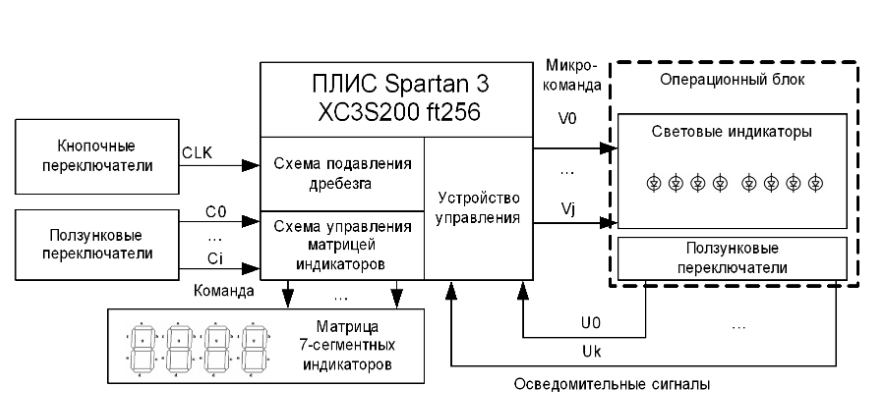 ПЛИС Spartan 3
XC3S200 ft256
Микро-
команда
Операционный блок
V0
...
Vj
Световые индикаторы
Кнопочные
переключатели
CLK
Схема подавления
дребезга
Устройство
управления
Ползунковые
переключатели
C0
...
Ci
Команда
Схема управления
матрицей
индикаторов
...
Ползунковые
переключатели
Матрица
7-сегментных
индикаторов
U0
...
Uk
Осведомительные сигналы